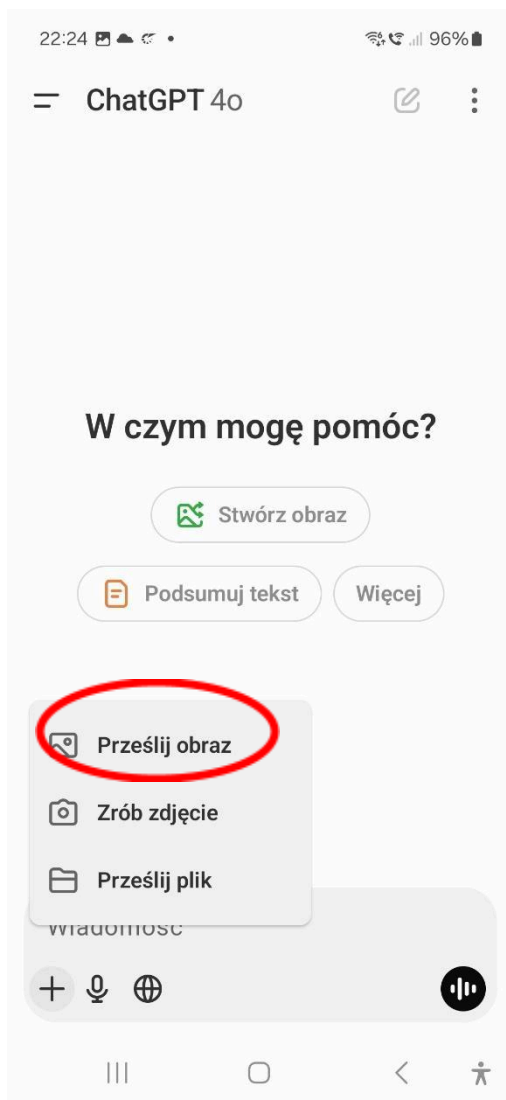 22:24 96%
ChatGPT 4o
W czym mogę pomóc?
Stwórz obraz
Podsumuj tekst Więcej
Prześlij obraz
Zrób zdjęcie
Prześlij plik
Wiadomość